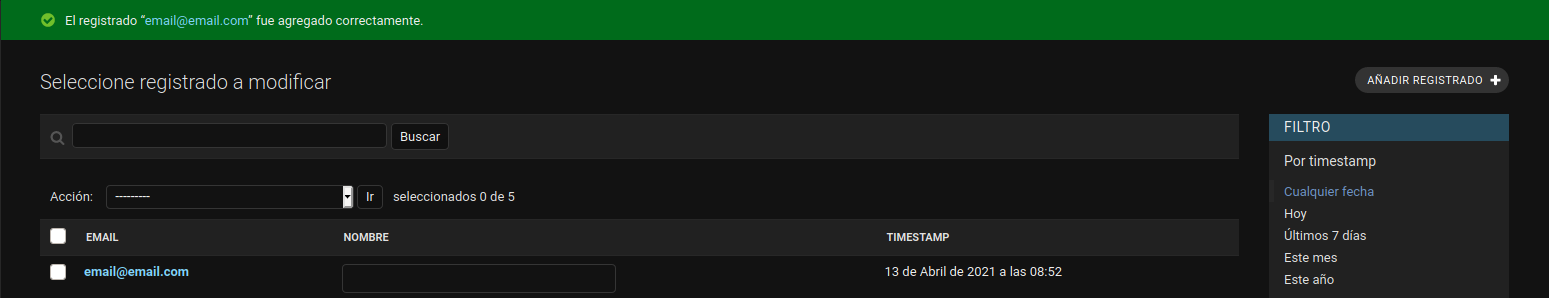 El registrado “email@email.com” fue agregado correctamente.
Seleccione registrado a modificar
AÑADIR REGISTRADO +
Buscar
Acción: --------- Ir seleccionados 0 de 5
EMAIL NOMBRE TIMESTAMP
email@email.com 13 de Abril de 2021 a las 08:52
FILTRO
Por timestamp
Cualquier fecha
Hoy
Últimos 7 días
Este mes
Este año